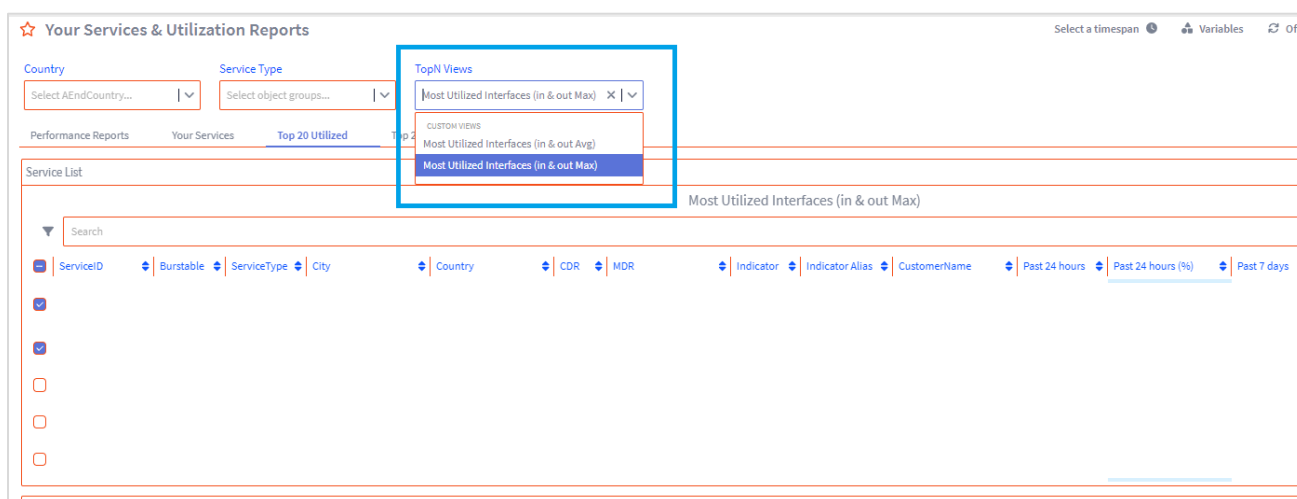 Your Services & Utilization Reports
Select a timespan
Variables
Of
Country
Service Type
TopN Views
Select AEndCountry...
Select object groups...
Most Utilized Interfaces (in & out Max)
CUSTOM VIEWS
Most Utilized Interfaces (in & out Avg)
Most Utilized Interfaces (in & out Max)
Performance Reports
Your Services
Top 20 Utilized
Top 2
Service List
Most Utilized Interfaces (in & out Max)
Search
ServiceID
Burstable
ServiceType
City
Country
CDR
MDR
Indicator
Indicator Alias
CustomerName
Past 24 hours
Past 24 hours (%)
Past 7 days